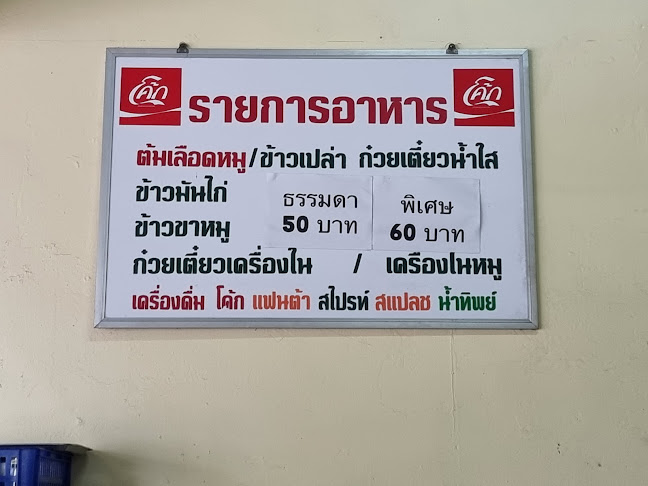 โค้ก รายการอาหาร โค้ก
ต้มเลือดหมู/ข้าวเปล่า ก๋วยเตี๋ยวน้ำใส
ข้าวมันไก่
ข้าวขาหมู
ธรรมดา
50 บาท
พิเศษ
60 บาท
ก๋วยเตี๋ยวเครื่องใน / เครื่องในหมู
เครื่องดื่ม โค้ก แฟนต้า สไปรท์ สแปลช น้ำทิพย์